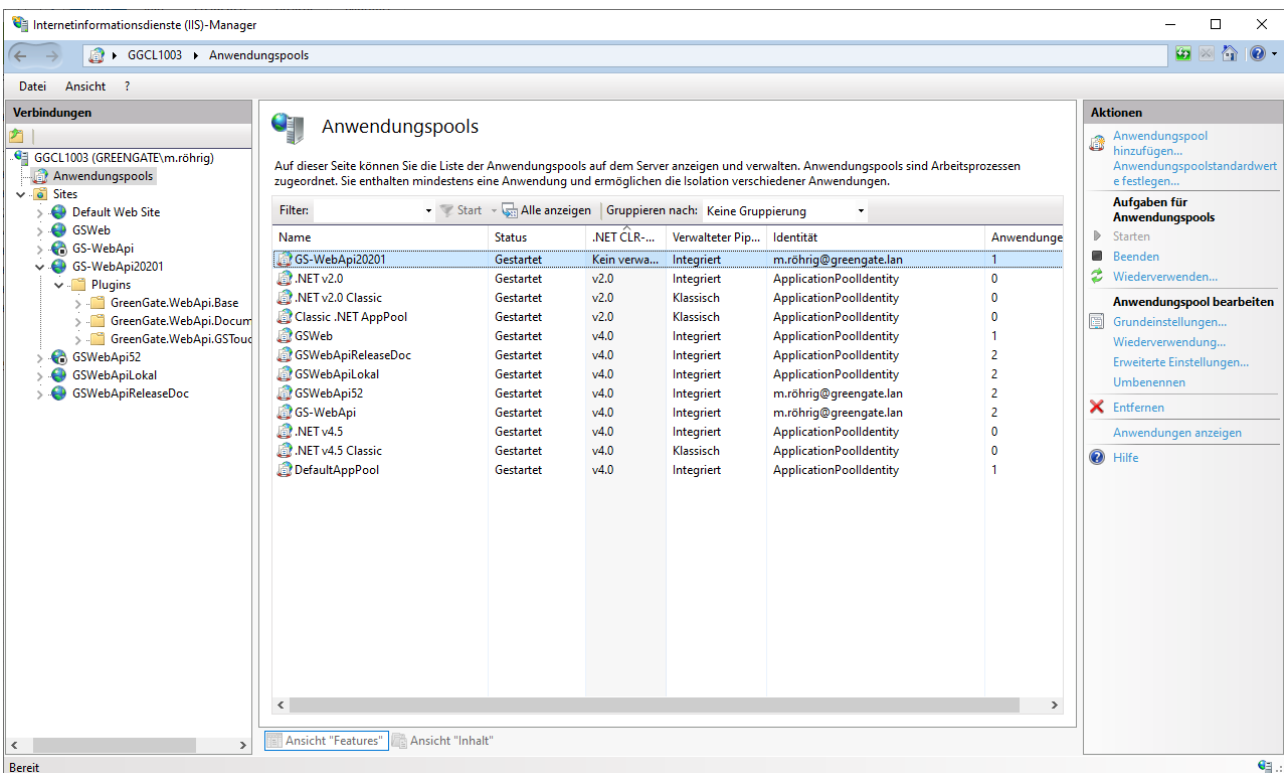 Internetinformationsdienste (IIS)-Manager
GGCL1003 Anwendungspools
Datei Ansicht ?
Verbindungen
GGCL1003 (GREENGATE\m.röhrig)
Anwendungspools
Sites
Default Web Site
GSWeb
GS-WebApi
GS-WebApi20201
Plugins
GreenGate.WebApi.Base
GreenGate.WebApi.Docum
GreenGate.WebApi.GSTouc
GSWebApi52
GSWebApiLokal
GSWebApiReleaseDoc
Anwendungspools
Auf dieser Seite können Sie die Liste der Anwendungspools auf dem Server anzeigen und verwalten. Anwendungspools sind Arbeitsprozessen
zugeordnet. Sie enthalten mindestens eine Anwendung und ermöglichen die Isolation verschiedener Anwendungen.
Filter: Start Alle anzeigen Gruppieren nach: Keine Gruppierung
Name Status .NET CLR-... Verwalteter Pip... Identität Anwendunge
GS-WebApi20201 Gestartet Kein verwa... Integriert m.röhrig@greengate.lan 1
.NET v2.0 Gestartet v2.0 Integriert ApplicationPoolIdentity 0
.NET v2.0 Classic Gestartet v2.0 Klassisch ApplicationPoolIdentity 0
Classic .NET AppPool Gestartet v2.0 Klassisch ApplicationPoolIdentity 0
GSWeb Gestartet v4.0 Integriert ApplicationPoolIdentity 1
GSWebApiReleaseDoc Gestartet v4.0 Integriert ApplicationPoolIdentity 2
GSWebApiLokal Gestartet v4.0 Integriert ApplicationPoolIdentity 2
GSWebApi52 Gestartet v4.0 Integriert m.röhrig@greengate.lan 2
GS-WebApi Gestartet v4.0 Integriert m.röhrig@greengate.lan 2
.NET v4.5 Gestartet v4.0 Integriert ApplicationPoolIdentity 0
.NET v4.5 Classic Gestartet v4.0 Klassisch ApplicationPoolIdentity 0
DefaultAppPool Gestartet v4.0 Integriert ApplicationPoolIdentity 1
Ansicht "Features" Ansicht "Inhalt"
Aktionen
Anwendungspool
hinzufügen...
Anwendungspoolstandardwert
e festlegen...
Aufgaben für
Anwendungspools
Starten
Beenden
Wiederverwenden...
Anwendungspool bearbeiten
Grundeinstellungen...
Wiederverwendung...
Erweiterte Einstellungen...
Umbenennen
Entfernen
Anwendungen anzeigen
Hilfe
Bereit